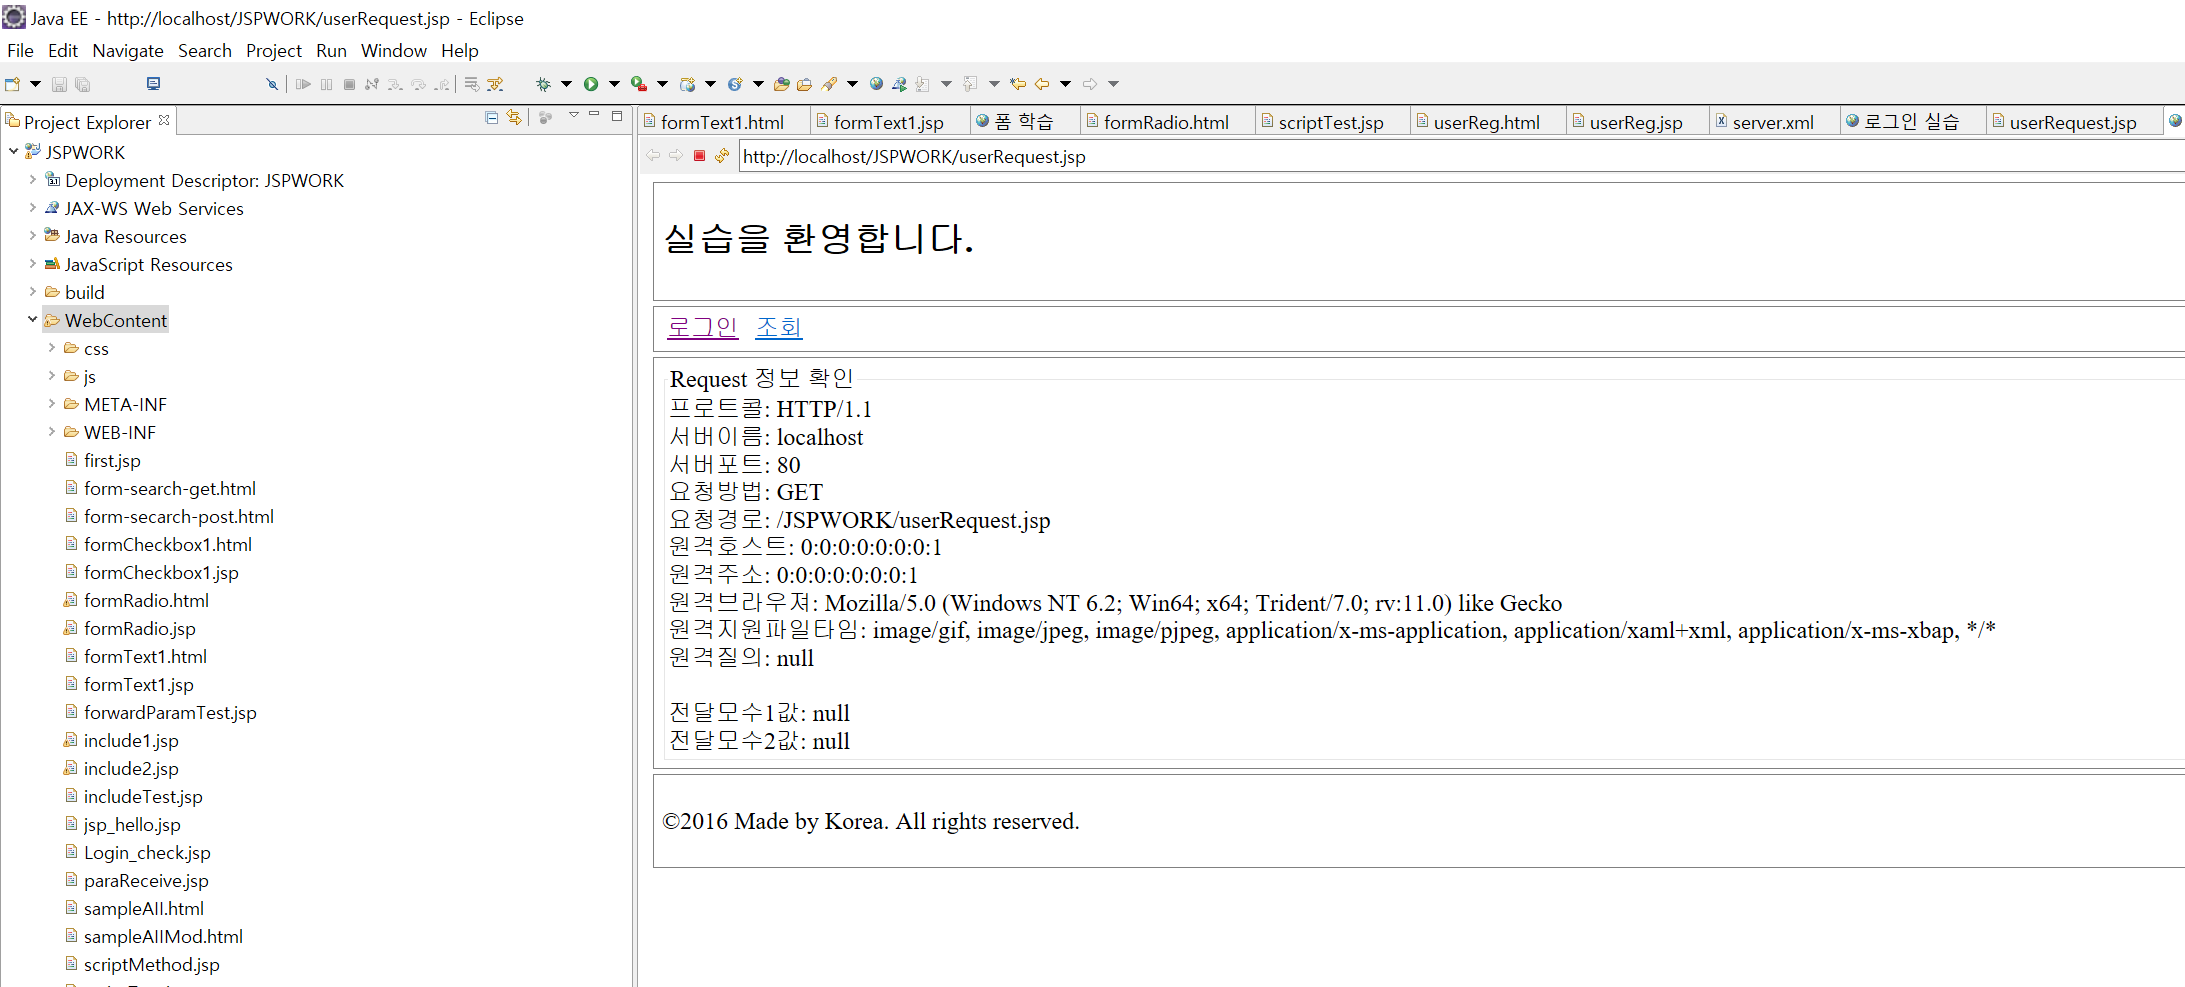 Java EE - http://localhost/JSPWORK/userRequest.jsp - Eclipse
File Edit Navigate Search Project Run Window Help
Project Explorer
formText1.html formText1.jsp 폼 학습 formRadio.html scriptTest.jsp userReg.html userReg.jsp server.xml 로그인 실습 userRequest.jsp
http://localhost/JSPWORK/userRequest.jsp
JSPWORK
Deployment Descriptor: JSPWORK
JAX-WS Web Services
Java Resources
JavaScript Resources
build
WebContent
css
js
META-INF
WEB-INF
first.jsp
form-search-get.html
form-secarch-post.html
formCheckbox1.html
formCheckbox1.jsp
formRadio.html
formRadio.jsp
formText1.html
formText1.jsp
forwardParamTest.jsp
include1.jsp
include2.jsp
includeTest.jsp
jsp_hello.jsp
Login_check.jsp
paraReceive.jsp
sampleAII.html
sampleAIIMod.html
scriptMethod.jsp
실습을 환영합니다.
로그인 조회
Request 정보 확인
프로트콜: HTTP/1.1
서버이름: localhost
서버포트: 80
요청방법: GET
요청경로: /JSPWORK/userRequest.jsp
원격호스트: 0:0:0:0:0:0:0:1
원격주소: 0:0:0:0:0:0:0:1
원격브라우저: Mozilla/5.0 (Windows NT 6.2; Win64; x64; Trident/7.0; rv:11.0) like Gecko
원격지원파일타임: image/gif, image/jpeg, image/pjpeg, application/x-ms-application, application/xaml+xml, application/x-ms-xbap, */*
원격질의: null
전달모수1값: null
전달모수2값: null
©2016 Made by Korea. All rights reserved.